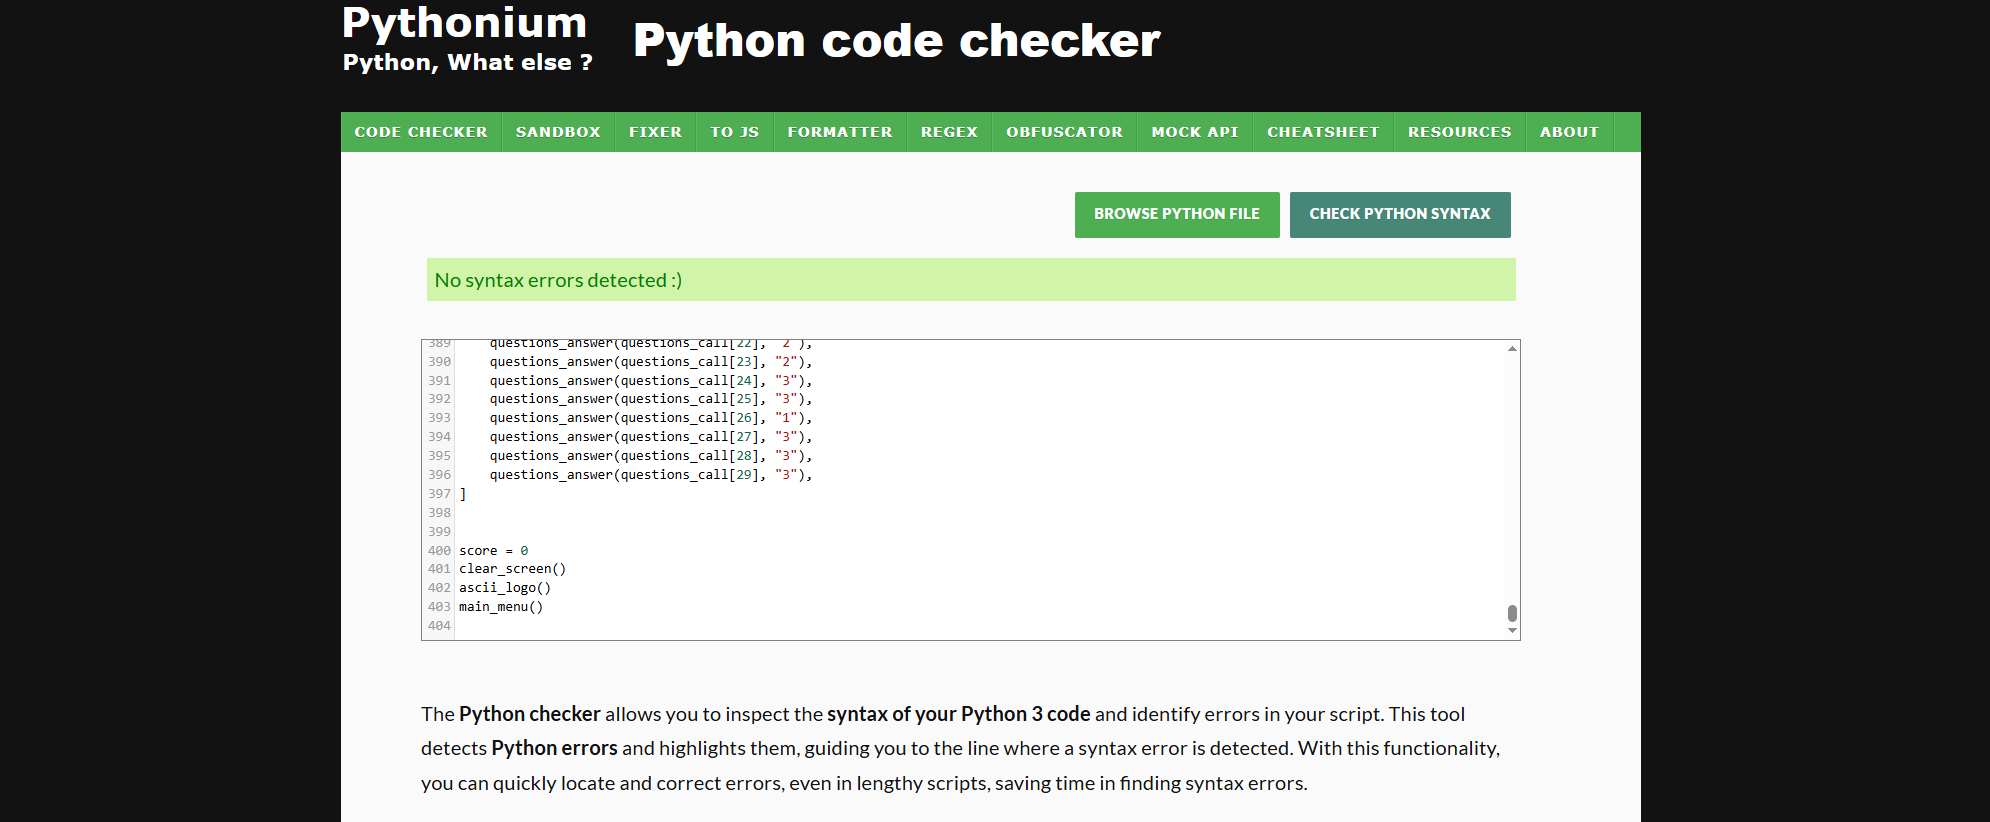 Pythonium
Python, What else ?
Python code checker
CODE CHECKER
SANDBOX
FIXER
TO JS
FORMATTER
REGEX
OBFUSCATOR
MOCK API
CHEATSHEET
RESOURCES
ABOUT
BROWSE PYTHON FILE
CHECK PYTHON SYNTAX
No syntax errors detected :)
389     questions_answer(questions_call[22], "2"),
390     questions_answer(questions_call[23], "2"),
391     questions_answer(questions_call[24], "3"),
392     questions_answer(questions_call[25], "3"),
393     questions_answer(questions_call[26], "1"),
394     questions_answer(questions_call[27], "3"),
395     questions_answer(questions_call[28], "3"),
396     questions_answer(questions_call[29], "3"),
397 ]
398
399
400 score = 0
401 clear_screen()
402 ascii_logo()
403 main_menu()
404
The Python checker allows you to inspect the syntax of your Python 3 code and identify errors in your script. This tool
detects Python errors and highlights them, guiding you to the line where a syntax error is detected. With this functionality,
you can quickly locate and correct errors, even in lengthy scripts, saving time in finding syntax errors.